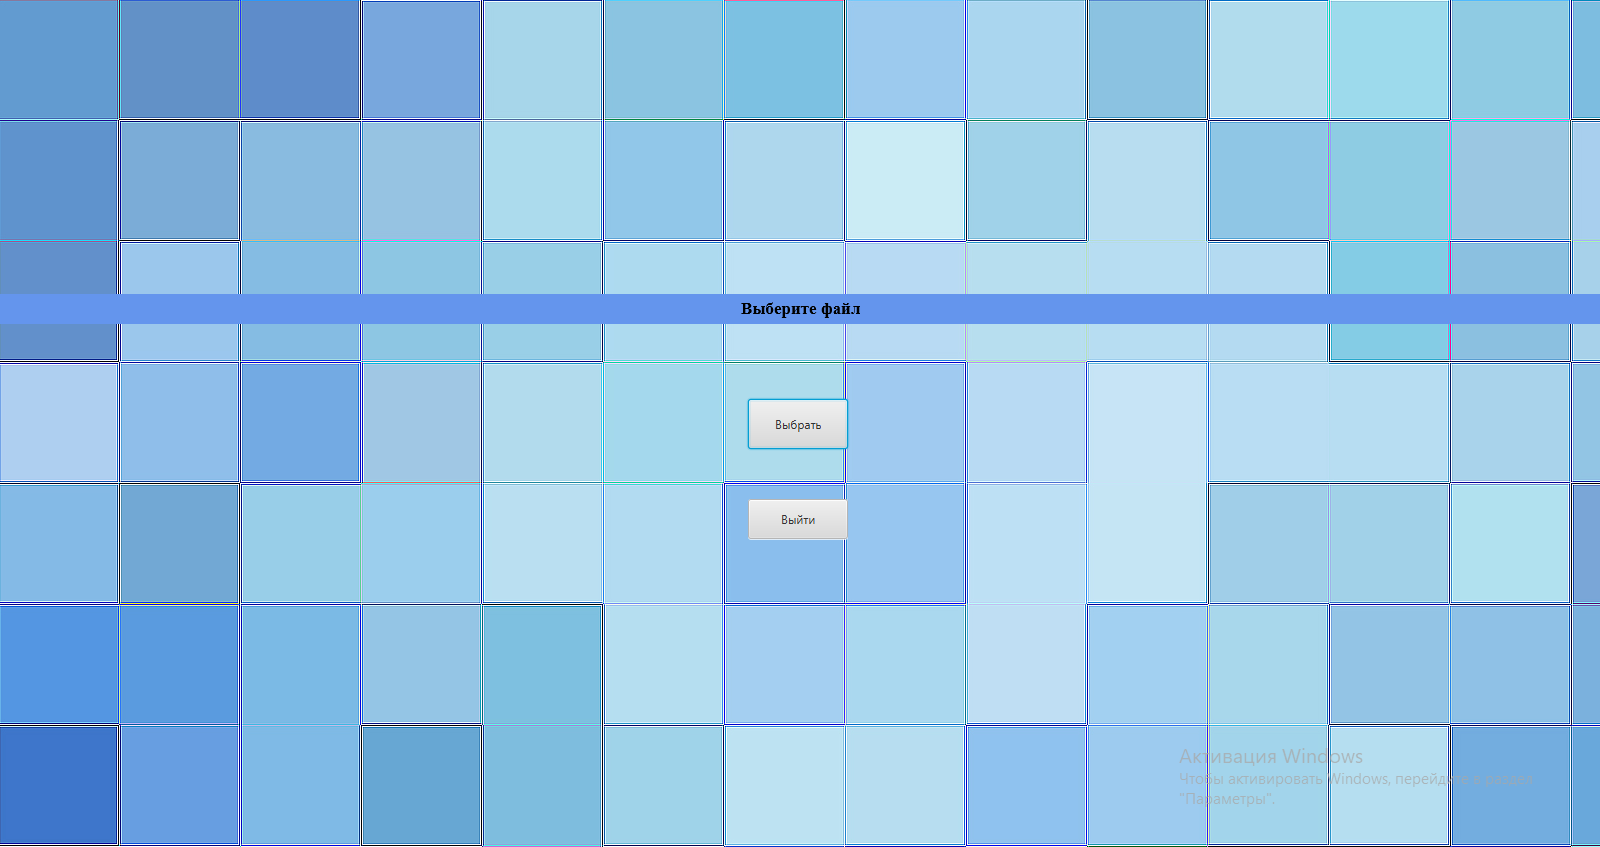 Выберите файл
Выбрать
Выйти
Активация Windows
Чтобы активировать Windows, перейдите в раздел
"Параметры".